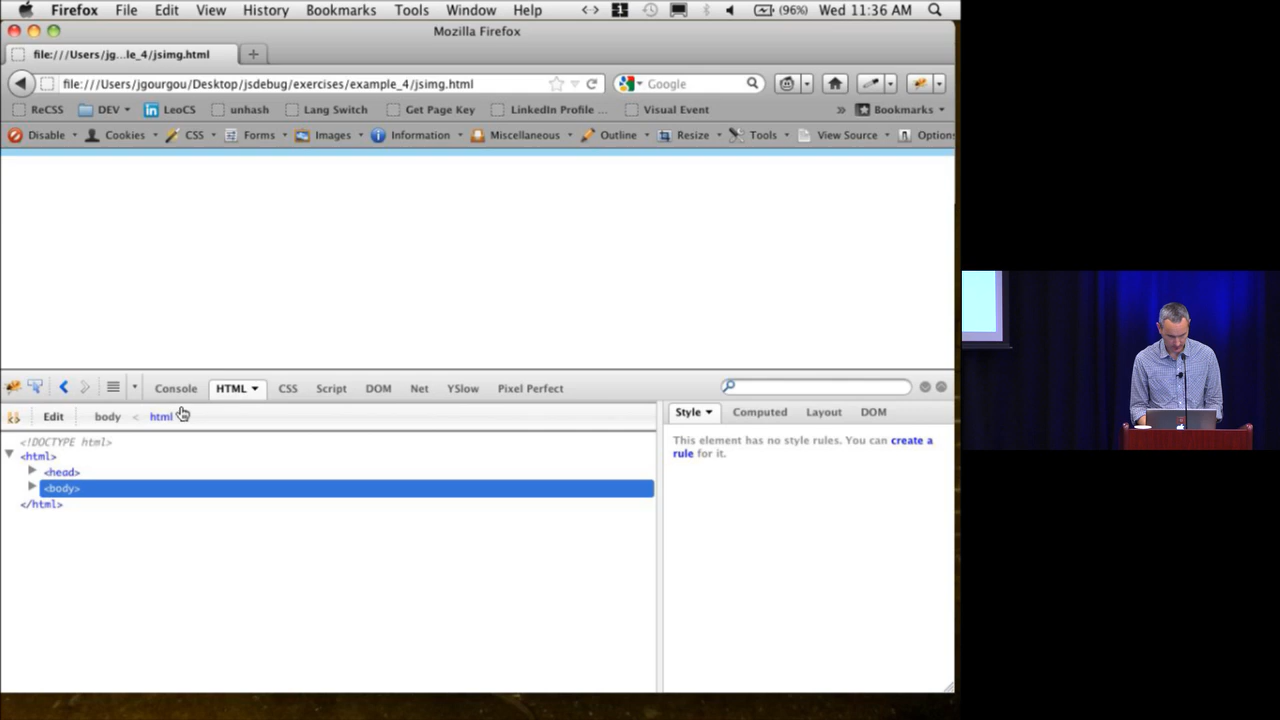 Firefox File Edit View History Bookmarks Tools Window Help (96%) Wed 11:36 AM
Mozilla Firefox
file:///Users/jg...le_4/jsimg.html
file:///Users/jgourgou/Desktop/jsdebug/exercises/example_4/jsimg.html Google
ReCSS DEV LeoCS unhash Lang Switch Get Page Key LinkedIn Profile ... Visual Event » Bookmarks
Disable Cookies CSS Forms Images Information Miscellaneous Outline Resize Tools View Source Options
Console HTML CSS Script DOM Net YSlow Pixel Perfect
Edit body < html Style Computed Layout DOM
<!DOCTYPE html>
<html>
<head>
<body>
</html>
This element has no style rules. You can create a
rule for it.